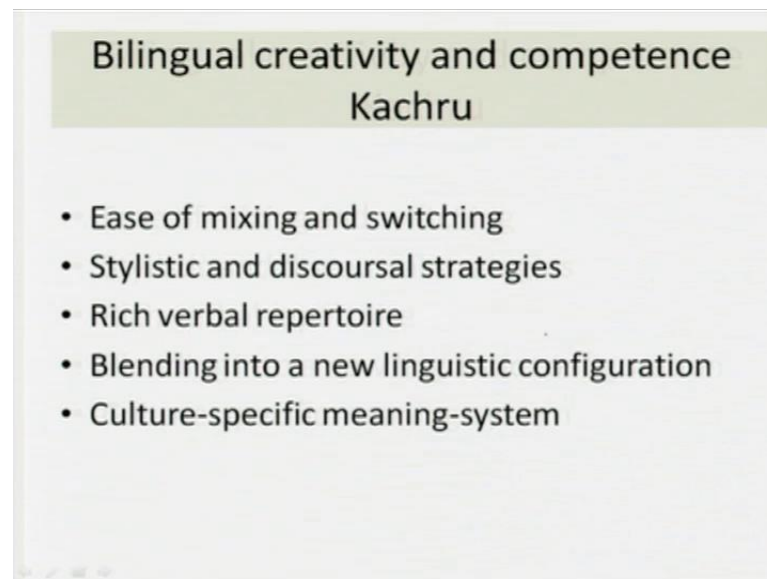 Bilingual creativity and competence
Kachru
• Ease of mixing and switching
• Stylistic and discoursal strategies
• Rich verbal repertoire
• Blending into a new linguistic configuration
• Culture-specific meaning-system